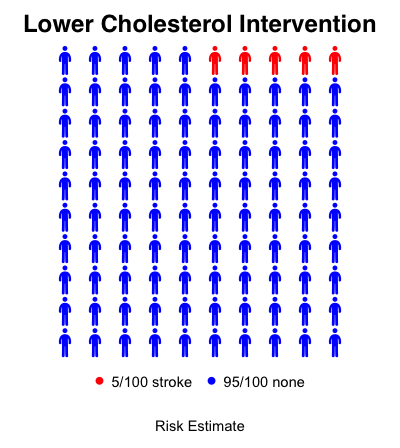 Lower Cholesterol Intervention
5/100 stroke 95/100 none
Risk Estimate